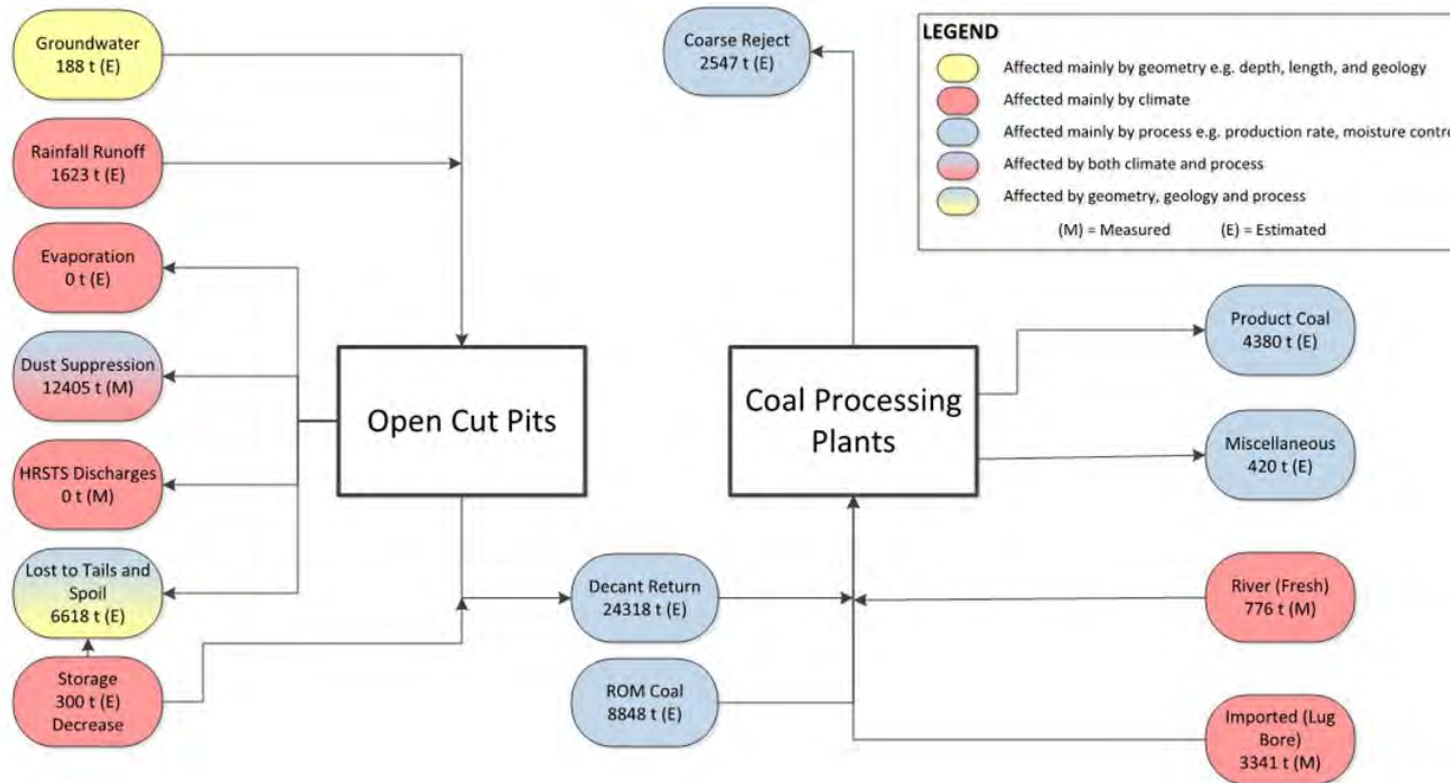 Groundwater
188 t (E)
Rainfall Runoff
1623 t (E)
Evaporation
0 t (E)
Dust Suppression
12405 t (M)
HRSTS Discharges
0 t (M)
Lost to Tails and
Spoil
6618 t (E)
Storage
300 t (E)
Decrease
Open Cut Pits
Coarse Reject
2547 t (E)
Coal Processing
Plants
Decant Return
24318 t (E)
ROM Coal
8848 t (E)
LEGEND
Affected mainly by geometry e.g. depth, length, and geology
Affected mainly by climate
Affected mainly by process e.g. production rate, moisture contro
Affected by both climate and process
Affected by geometry, geology and process
(M) = Measured (E) = Estimated
Product Coal
4380 t (E)
Miscellaneous
420 t (E)
River (Fresh)
776 t (M)
Imported (Lug
Bore)
3341 t (M)